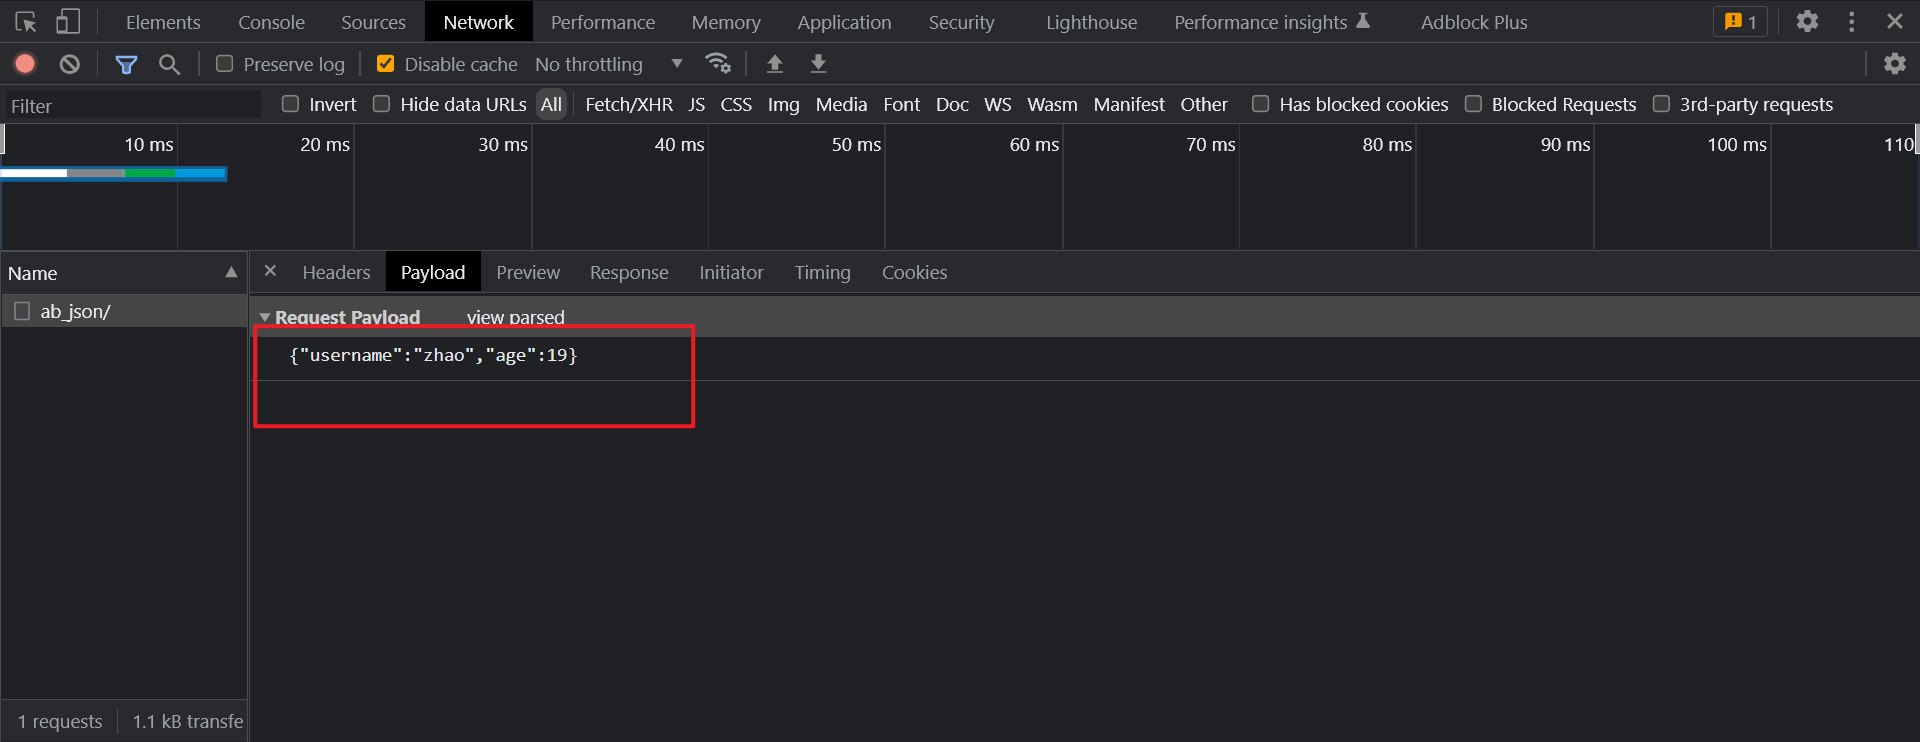 Elements Console Sources Network Performance Memory Application Security Lighthouse Performance insights Adblock Plus 1
Preserve log Disable cache No throttling
Filter Invert Hide data URLs All Fetch/XHR JS CSS Img Media Font Doc WS Wasm Manifest Other Has blocked cookies Blocked Requests 3rd-party requests
10 ms 20 ms 30 ms 40 ms 50 ms 60 ms 70 ms 80 ms 90 ms 100 ms 110
Name Headers Payload Preview Response Initiator Timing Cookies
ab_json/
Request Payload view parsed
{"username":"zhao","age":19}
1 requests 1.1 kB transfe